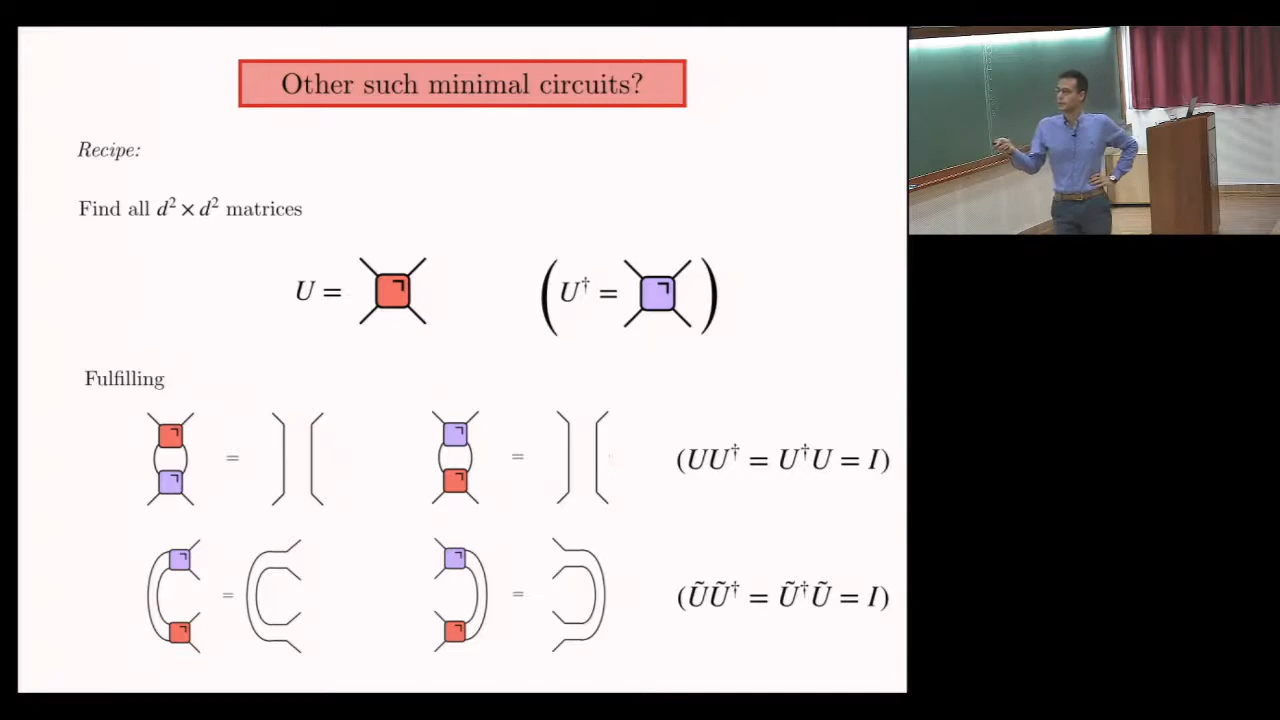 Other such minimal circuits?
Recipe:
Find all d² × d² matrices
U =
(U† = )
Fulfilling
=
=
(UU† = U†U = I)
=
=
(ŨŨ† = Ũ†Ũ = I)